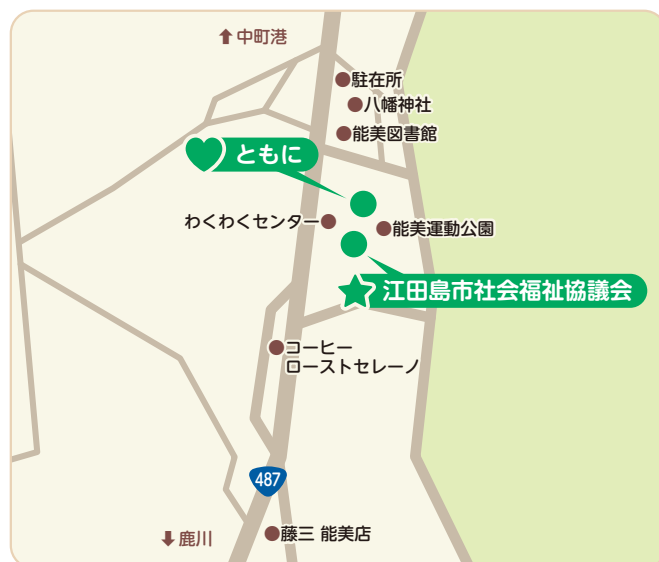 ⬆中町港
駐在所
八幡神社
能美図書館
ともに
わくわくセンター
能美運動公園
江田島市社会福祉協議会
コーヒー
ローストセレーノ
487
⬇鹿川
藤三 能美店